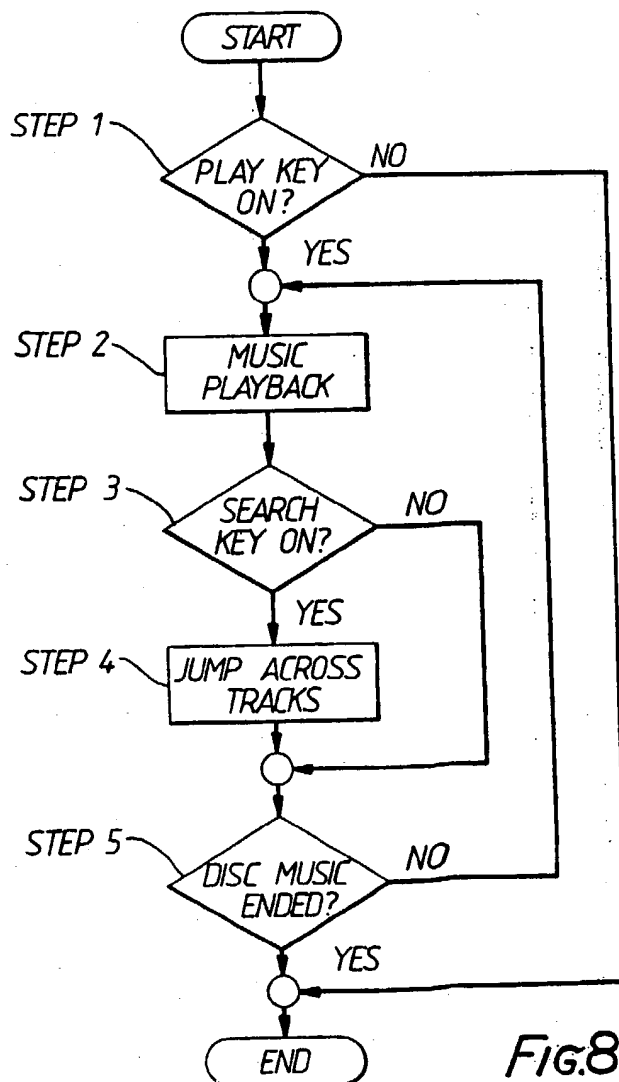 START
STEP 1
PLAY KEY
ON?
NO
YES
STEP 2
MUSIC
PLAYBACK
STEP 3
SEARCH
KEY ON?
NO
YES
STEP 4
JUMP ACROSS
TRACKS
STEP 5
DISC MUSIC
ENDED?
NO
YES
END
FIG.8